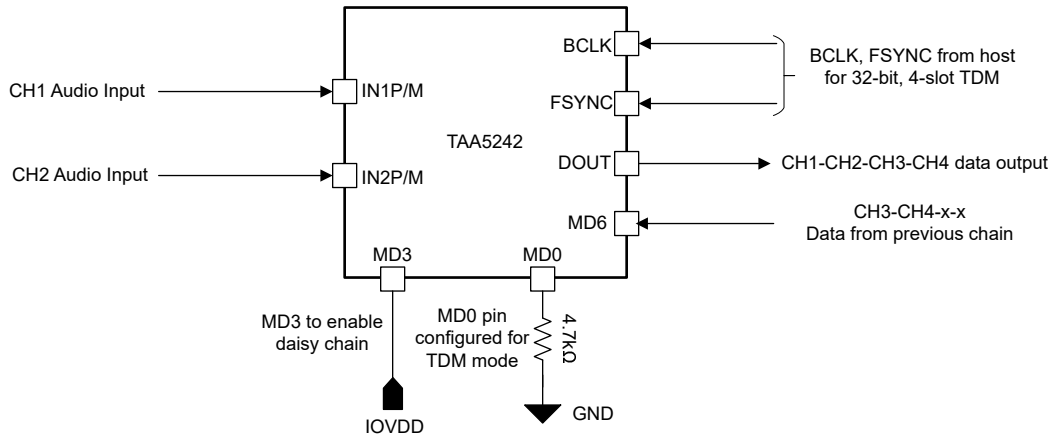 BCLK
BCLK, FSYNC from host
for 32-bit, 4-slot TDM
CH1 Audio Input
IN1P/M
FSYNC
TAA5242
DOUT
CH1-CH2-CH3-CH4 data output
CH2 Audio Input
IN2P/M
MD6
CH3-CH4-x-x
Data from previous chain
MD3
MD0
MD3 to enable
daisy chain
MD0 pin
configured for
TDM mode
4.7kΩ
IOVDD
GND